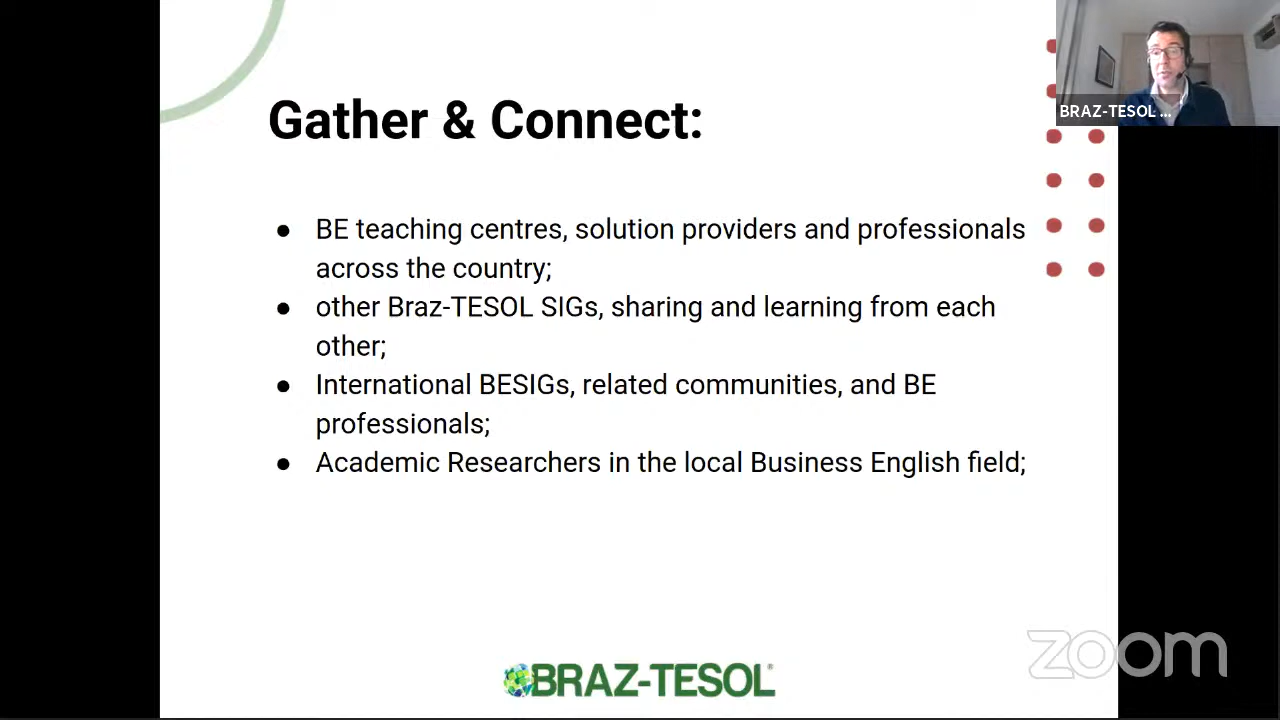 Gather & Connect:
BRAZ-TESOL ...
● BE teaching centres, solution providers and professionals
across the country;
● other Braz-TESOL SIGs, sharing and learning from each
other;
● International BESIGs, related communities, and BE
professionals;
● Academic Researchers in the local Business English field;
zoom
BRAZ-TESOL®